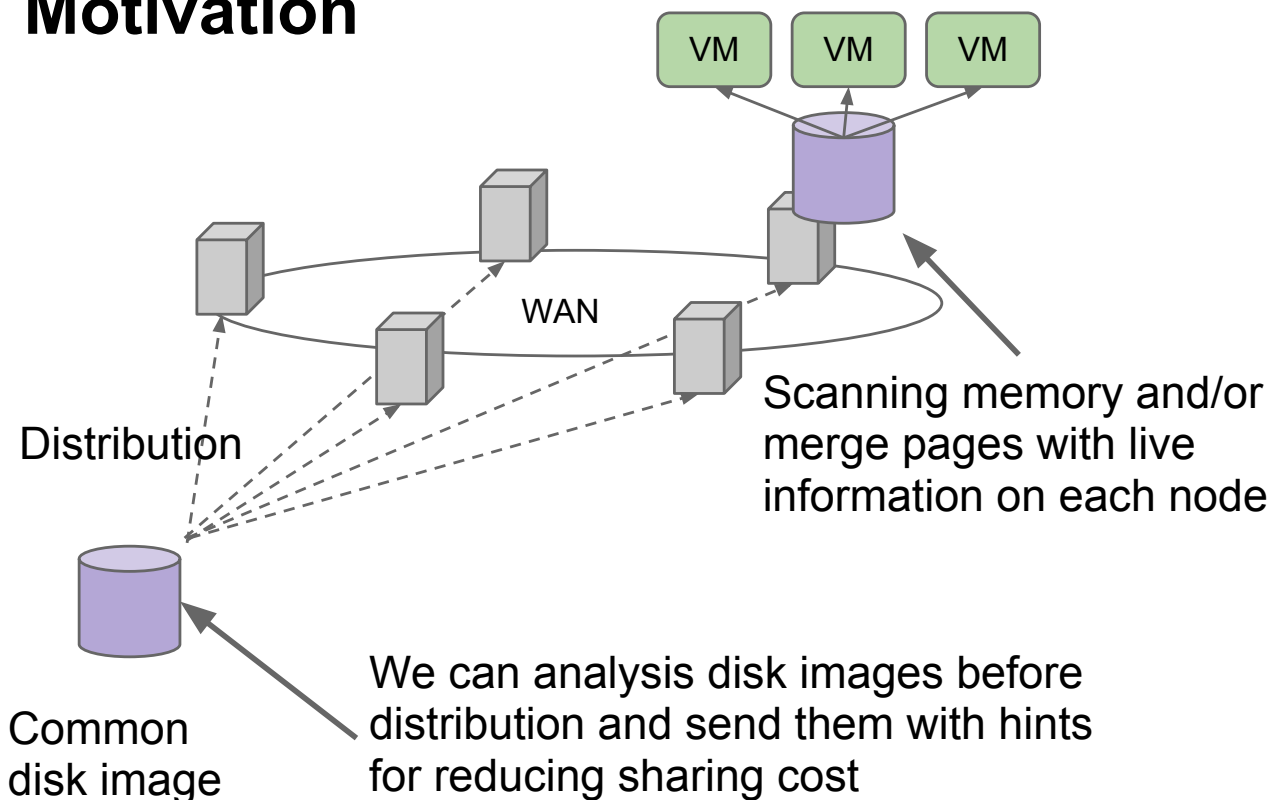 Motivation
VM
VM
VM
WAN
Scanning memory and/or
merge pages with live
information on each node
Distribution
We can analysis disk images before
distribution and send them with hints
for reducing sharing cost
Common
disk image